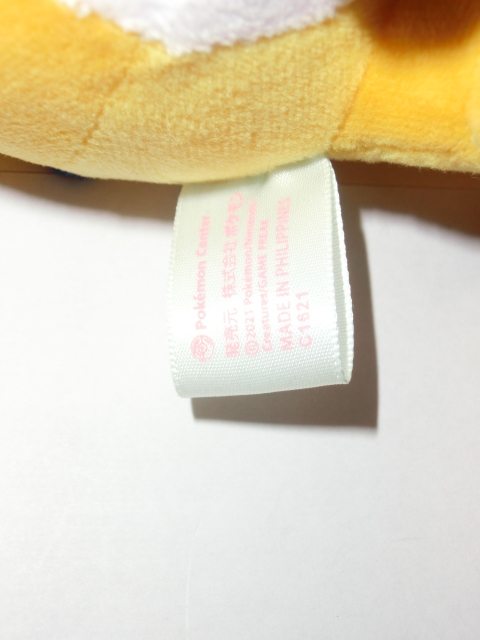 Pokémon Center
発売元 株式会社ポケモン
©2021 Pokémon/Nintendo/
Creatures/GAME FREAK
MADE IN PHILIPPINES
C1621